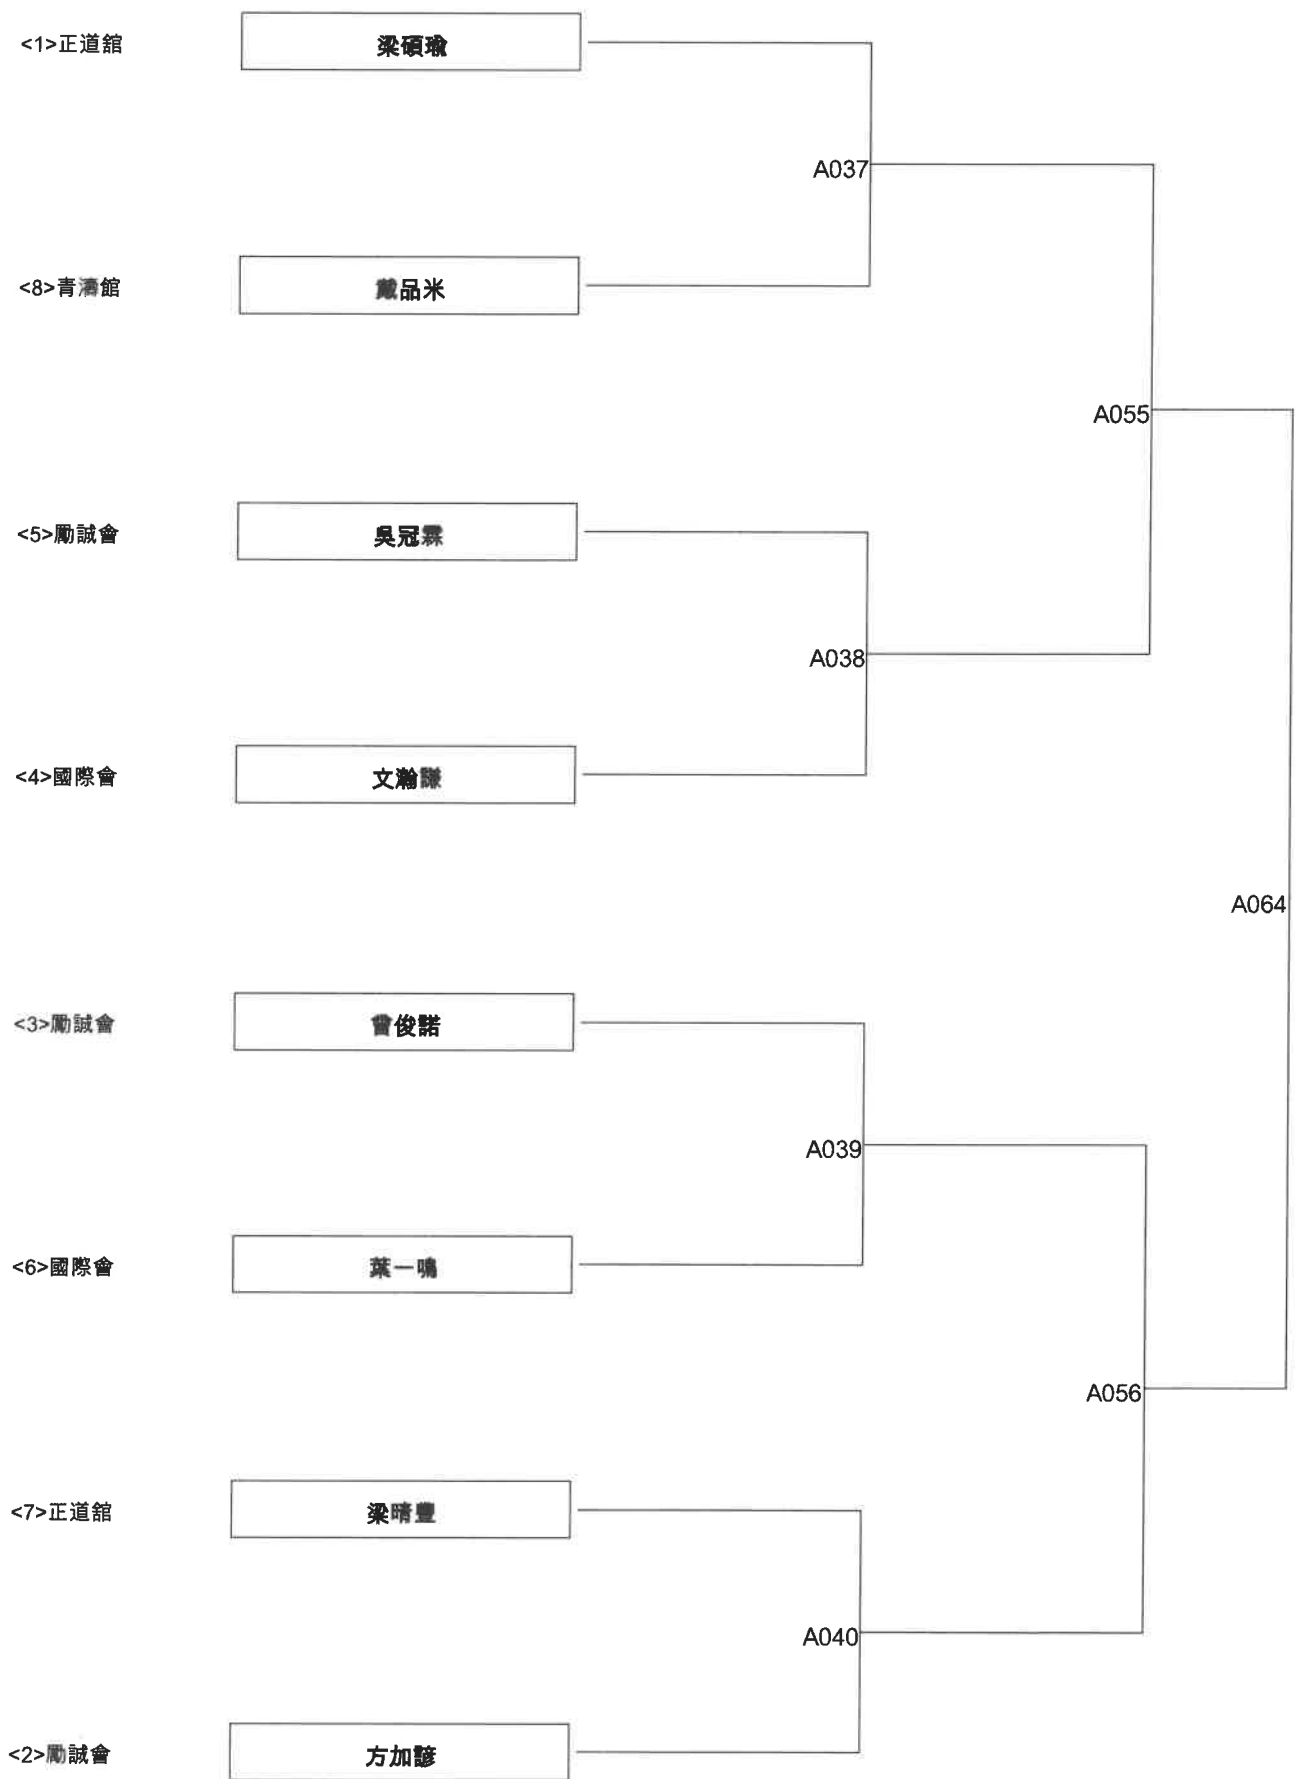 <1>正道舘
梁碩瑜
A037
<8>青濤館
戴品米
A055
<5>勵誠會
吳冠霖
A038
<4>國際會
文瀚謙
A064
<3>勵誠會
曾俊諾
A039
<6>國際會
葉一鳴
A056
<7>正道舘
梁晴豐
A040
<2>勵誠會
方加諺